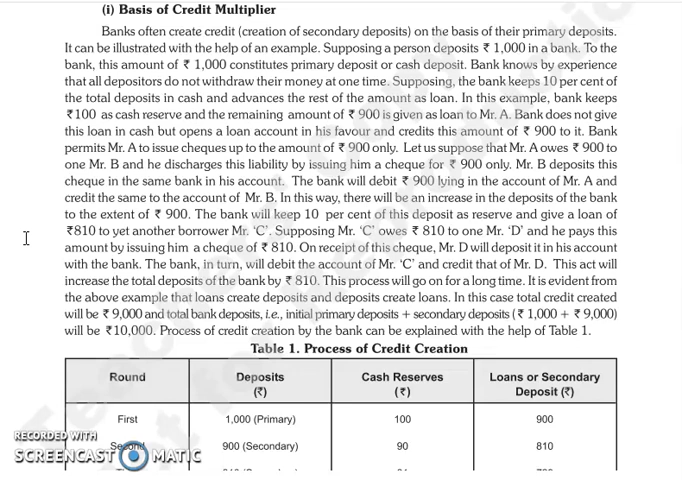 (i) Basis of Credit Multiplier
Banks often create credit (creation of secondary deposits) on the basis of their primary deposits.
It can be illustrated with the help of an example. Supposing a person deposits ₹ 1,000 in a bank. To the
bank, this amount of ₹ 1,000 constitutes primary deposit or cash deposit. Bank knows by experience
that all depositors do not withdraw their money at one time. Supposing, the bank keeps 10 per cent of
the total deposits in cash and advances the rest of the amount as loan. In this example, bank keeps
₹100 as cash reserve and the remaining amount of ₹ 900 is given as loan to Mr. A. Bank does not give
this loan in cash but opens a loan account in his favour and credits this amount of ₹ 900 to it. Bank
permits Mr. A to issue cheques up to the amount of ₹ 900 only. Let us suppose that Mr. A owes ₹ 900 to
one Mr. B and he discharges this liability by issuing him a cheque for ₹ 900 only. Mr. B deposits this
cheque in the same bank in his account. The bank will debit ₹ 900 lying in the account of Mr. A and
credit the same to the account of Mr. B. In this way, there will be an increase in the deposits of the bank
to the extent of ₹ 900. The bank will keep 10 per cent of this deposit as reserve and give a loan of
₹810 to yet another borrower Mr. ‘C’. Supposing Mr. ‘C’ owes ₹ 810 to one Mr. ‘D’ and he pays this
amount by issuing him a cheque of ₹ 810. On receipt of this cheque, Mr. D will deposit it in his account
with the bank. The bank, in turn, will debit the account of Mr. ‘C’ and credit that of Mr. D. This act will
increase the total deposits of the bank by ₹ 810. This process will go on for a long time. It is evident from
the above example that loans create deposits and deposits create loans. In this case total credit created
will be ₹ 9,000 and total bank deposits, i.e., initial primary deposits + secondary deposits (₹ 1,000 + ₹ 9,000)
will be ₹10,000. Process of credit creation by the bank can be explained with the help of Table 1.
Table 1. Process of Credit Creation
Round Deposits (₹) Cash Reserves (₹) Loans or Secondary Deposit (₹)
First 1,000 (Primary) 100 900
Second 900 (Secondary) 90 810
RECORDED WITH
SCREENCAST MATIC